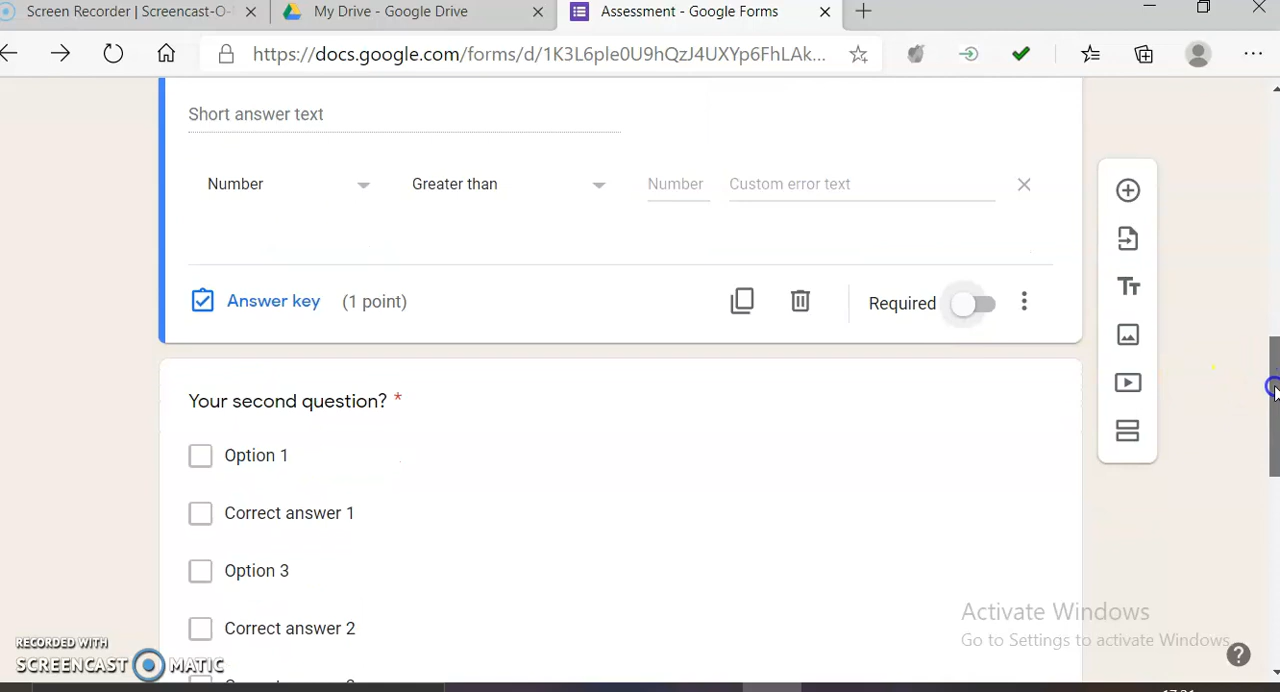 Screen Recorder | Screencast-O-
My Drive - Google Drive
Assessment - Google Forms
https://docs.google.com/forms/d/1K3L6ple0U9hQzJ4UXYp6FhLAk...
Short answer text
Number
Greater than
Number
Custom error text
Answer key
(1 point)
Required
Tт
Your second question? *
Option 1
Correct answer 1
Option 3
Correct answer 2
Activate Windows
Go to Settings to activate Windows.
RECORDED WITH
SCREENCAST MATIC